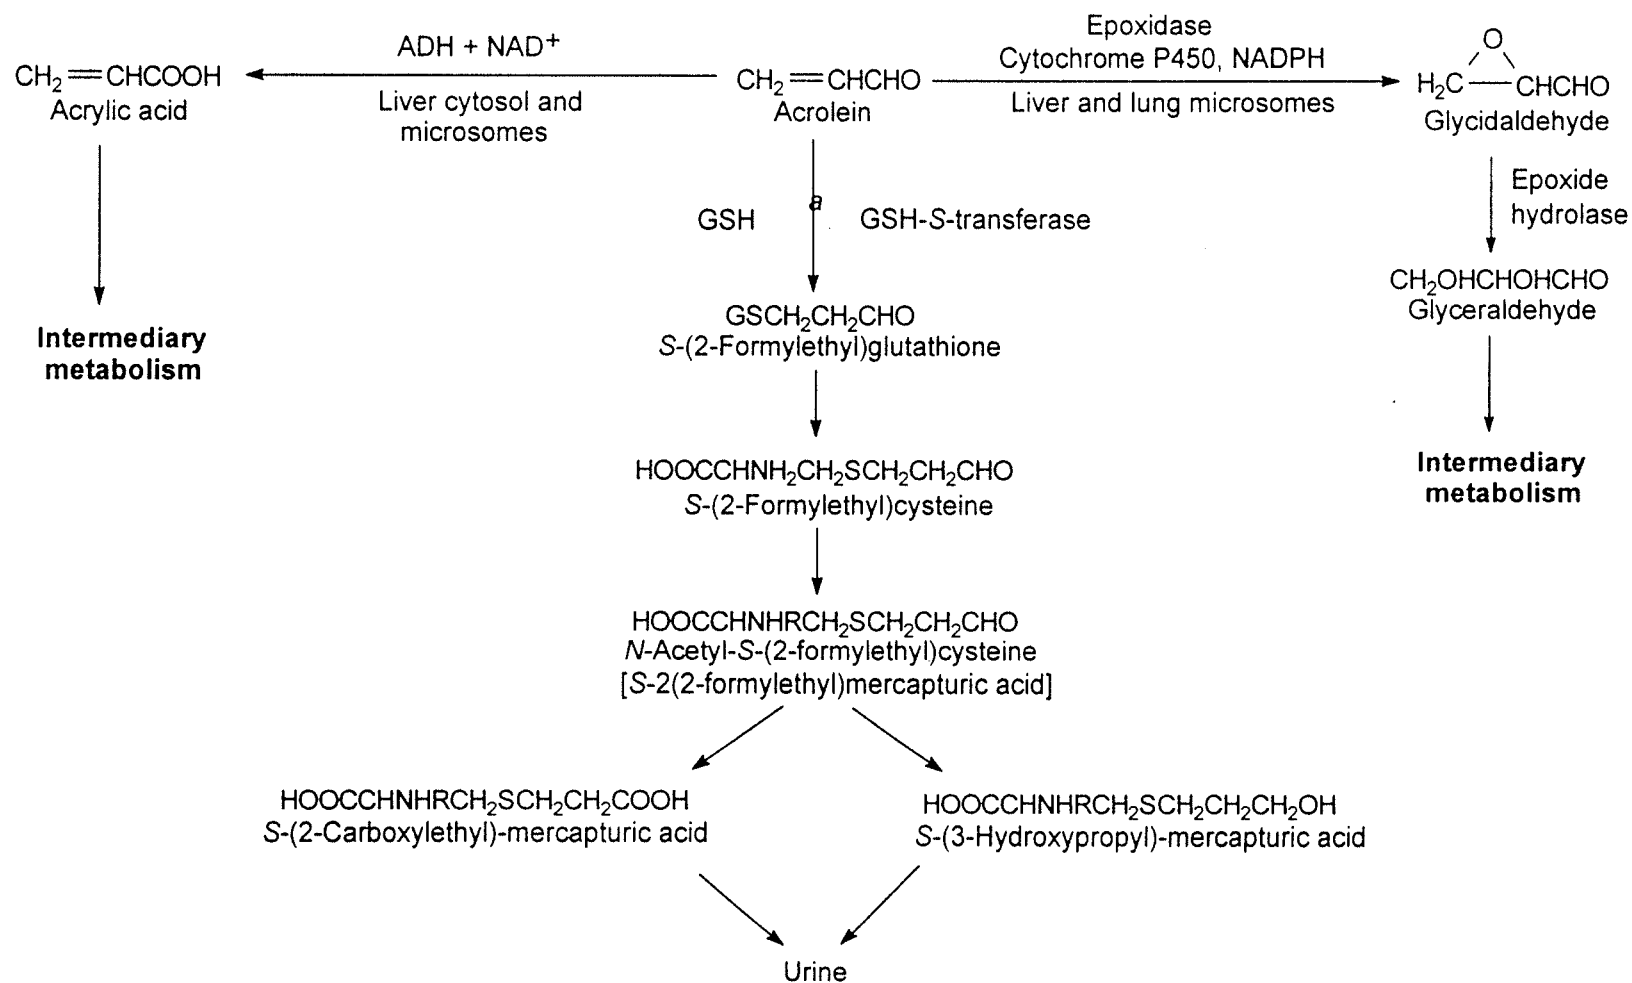 ADH + NAD⁺
Epoxidase
Cytochrome P450, NADPH
O
CH₂=CHCOOH
Acrylic acid
Liver cytosol and
microsomes
CH₂=CHCHO
Acrolein
Liver and lung microsomes
H₂C—CHCHO
Glycidaldehyde
Epoxide
hydrolase
a
GSH
GSH-S-transferase
CH₂OHCHOHCHO
Glyceraldehyde
Intermediary
metabolism
GSCH₂CH₂CHO
S-(2-Formylethyl)glutathione
Intermediary
metabolism
HOOCCHNH₂CH₂SCH₂CH₂CHO
S-(2-Formylethyl)cysteine
HOOCCHNHRCH₂SCH₂CH₂CHO
N-Acetyl-S-(2-formylethyl)cysteine
[S-2(2-formylethyl)mercapturic acid]
HOOCCHNHRCH₂SCH₂CH₂COOH
S-(2-Carboxylethyl)-mercapturic acid
HOOCCHNHRCH₂SCH₂CH₂CH₂OH
S-(3-Hydroxypropyl)-mercapturic acid
Urine